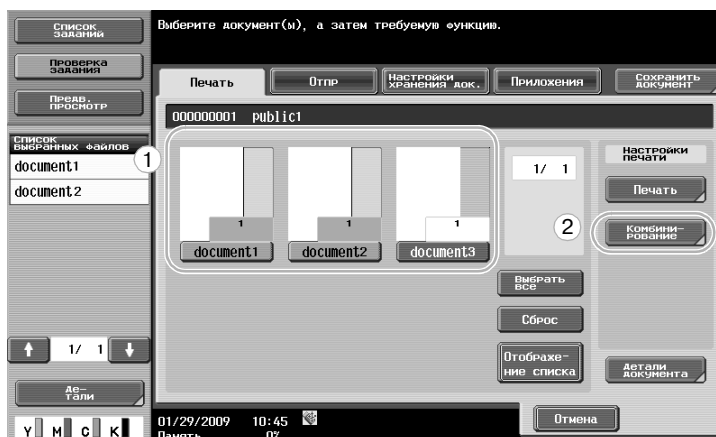 Список
заданий
Выберите документ(ы), а затем требуемую функцию.
Проверка
задания
Предв.
просмотр
Печать
Отпр
Настройки
хранения док.
Приложения
Сохранить
документ
000000001 public1
Список
выбранных файлов
document1
document2
1
1
document1
1
document2
1
document3
1/ 1
2
Настройки
печати
Печать
Комбини-
рование
Выбрать
все
Сброс
Отображе-
ние списка
Детали
документа
1/ 1
Де-
тали
Отмена
01/29/2009 10:45
Память 0%
Y M C K